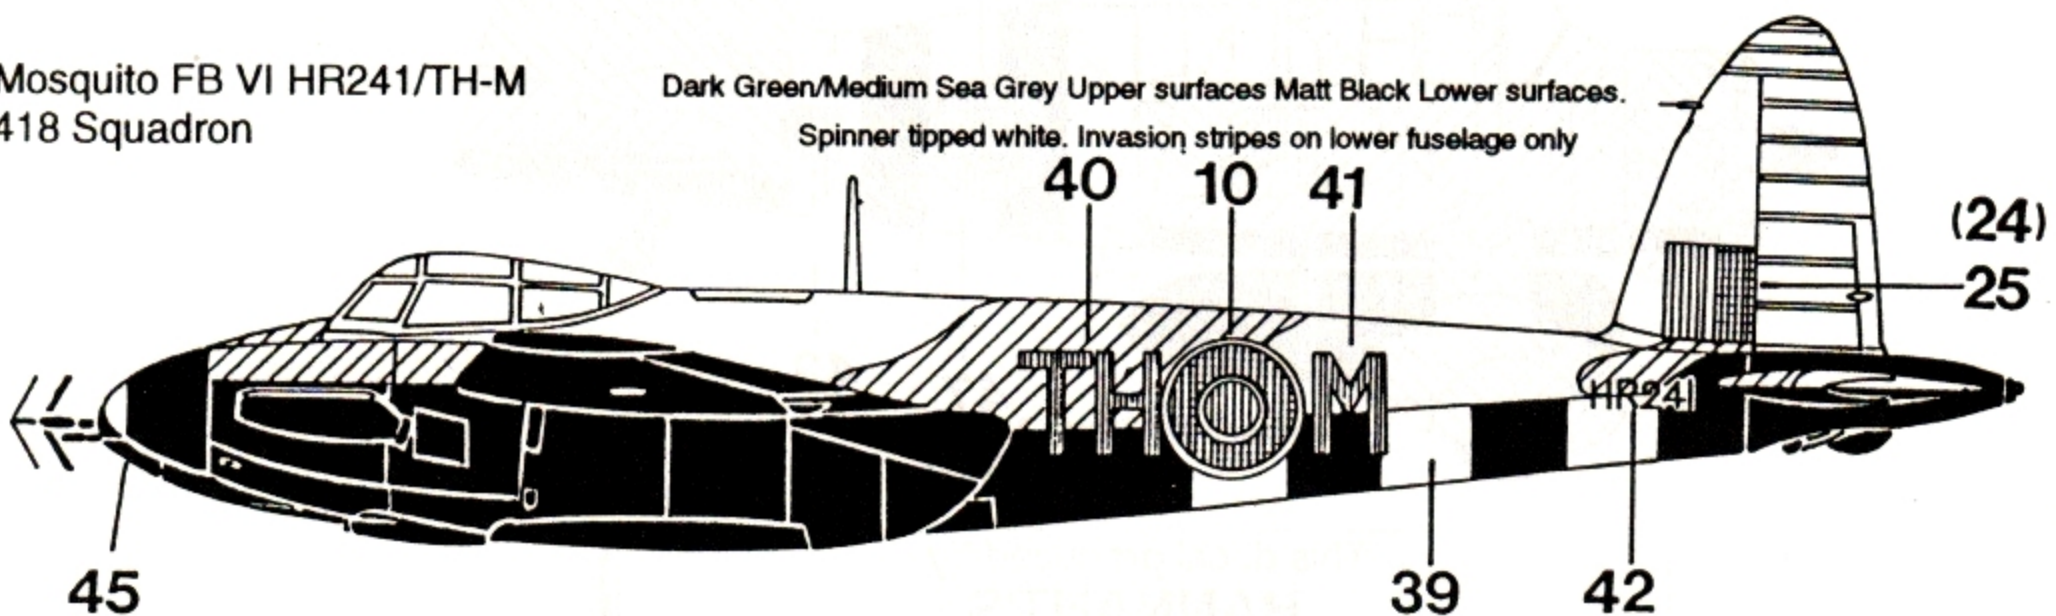 Mosquito FB VI HR241/TH-M
418 Squadron
Dark Green/Medium Sea Grey Upper surfaces Matt Black Lower surfaces.
Spinner tipped white. Invasion stripes on lower fuselage only
40 10 41
(24)
25
TH M
HR241
45 39 42